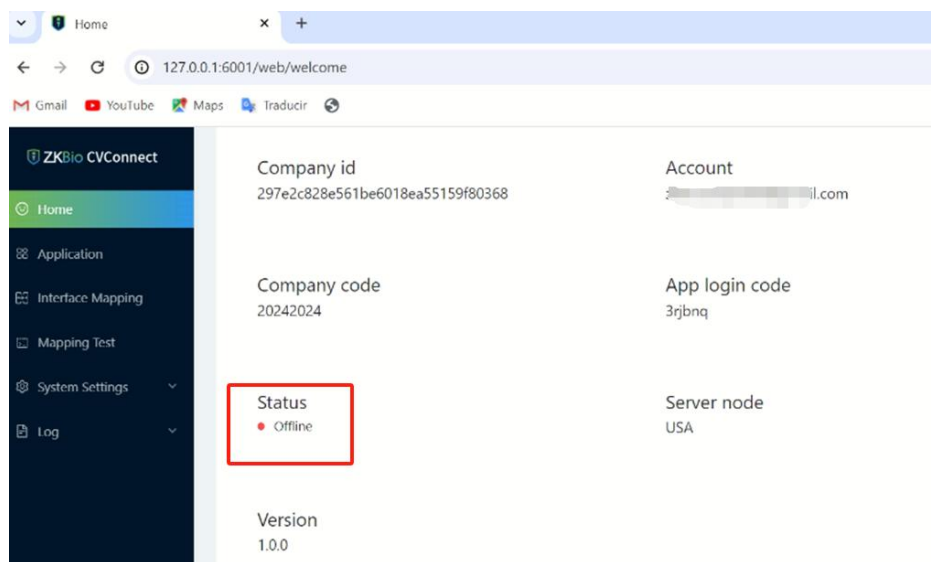 Home
127.0.0.1:6001/web/welcome
Gmail YouTube Maps Traducir
ZKBio CVConnect
Home
Application
Interface Mapping
Mapping Test
System Settings
Log
Company id
297e2c828e561be6018ea55159f80368
Account
il.com
Company code
20242024
App login code
3rjbnq
Status
Offline
Server node
USA
Version
1.0.0